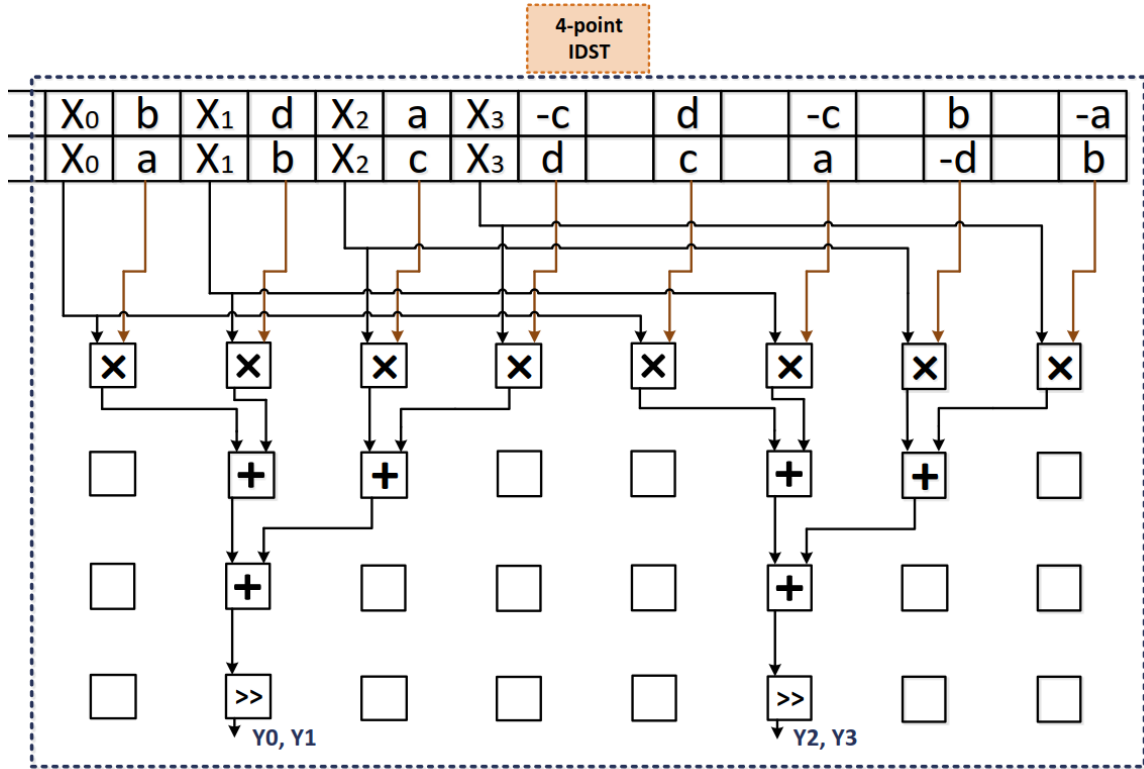 4-point
IDST
X0 b X1 d X2 a X3 -c d -c b -a
X0 a X1 b X2 c X3 d c a -d b
× × × × × × × ×
+ + + +
+ +
>> >>
Y0, Y1 Y2, Y3